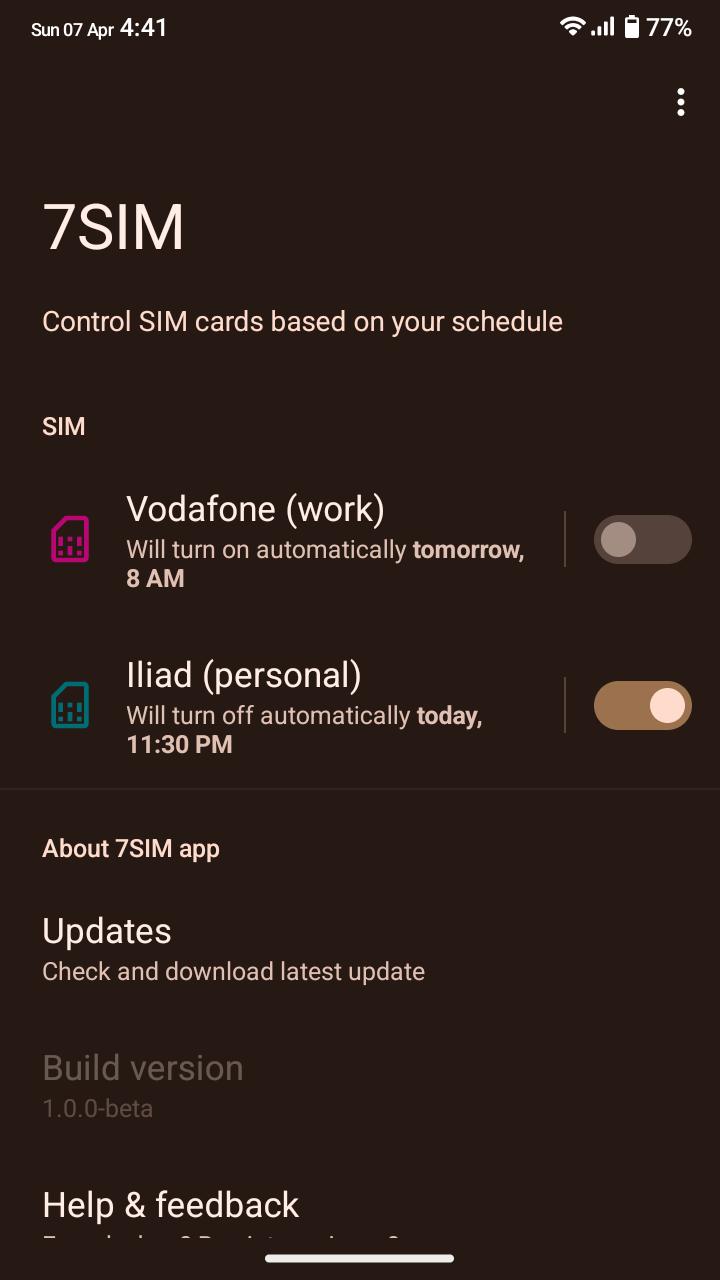 Sun 07 Apr 4:41
77%
7SIM
Control SIM cards based on your schedule
SIM
Vodafone (work)
Will turn on automatically tomorrow,
8 AM
Iliad (personal)
Will turn off automatically today,
11:30 PM
About 7SIM app
Updates
Check and download latest update
Build version
1.0.0-beta
Help & feedback